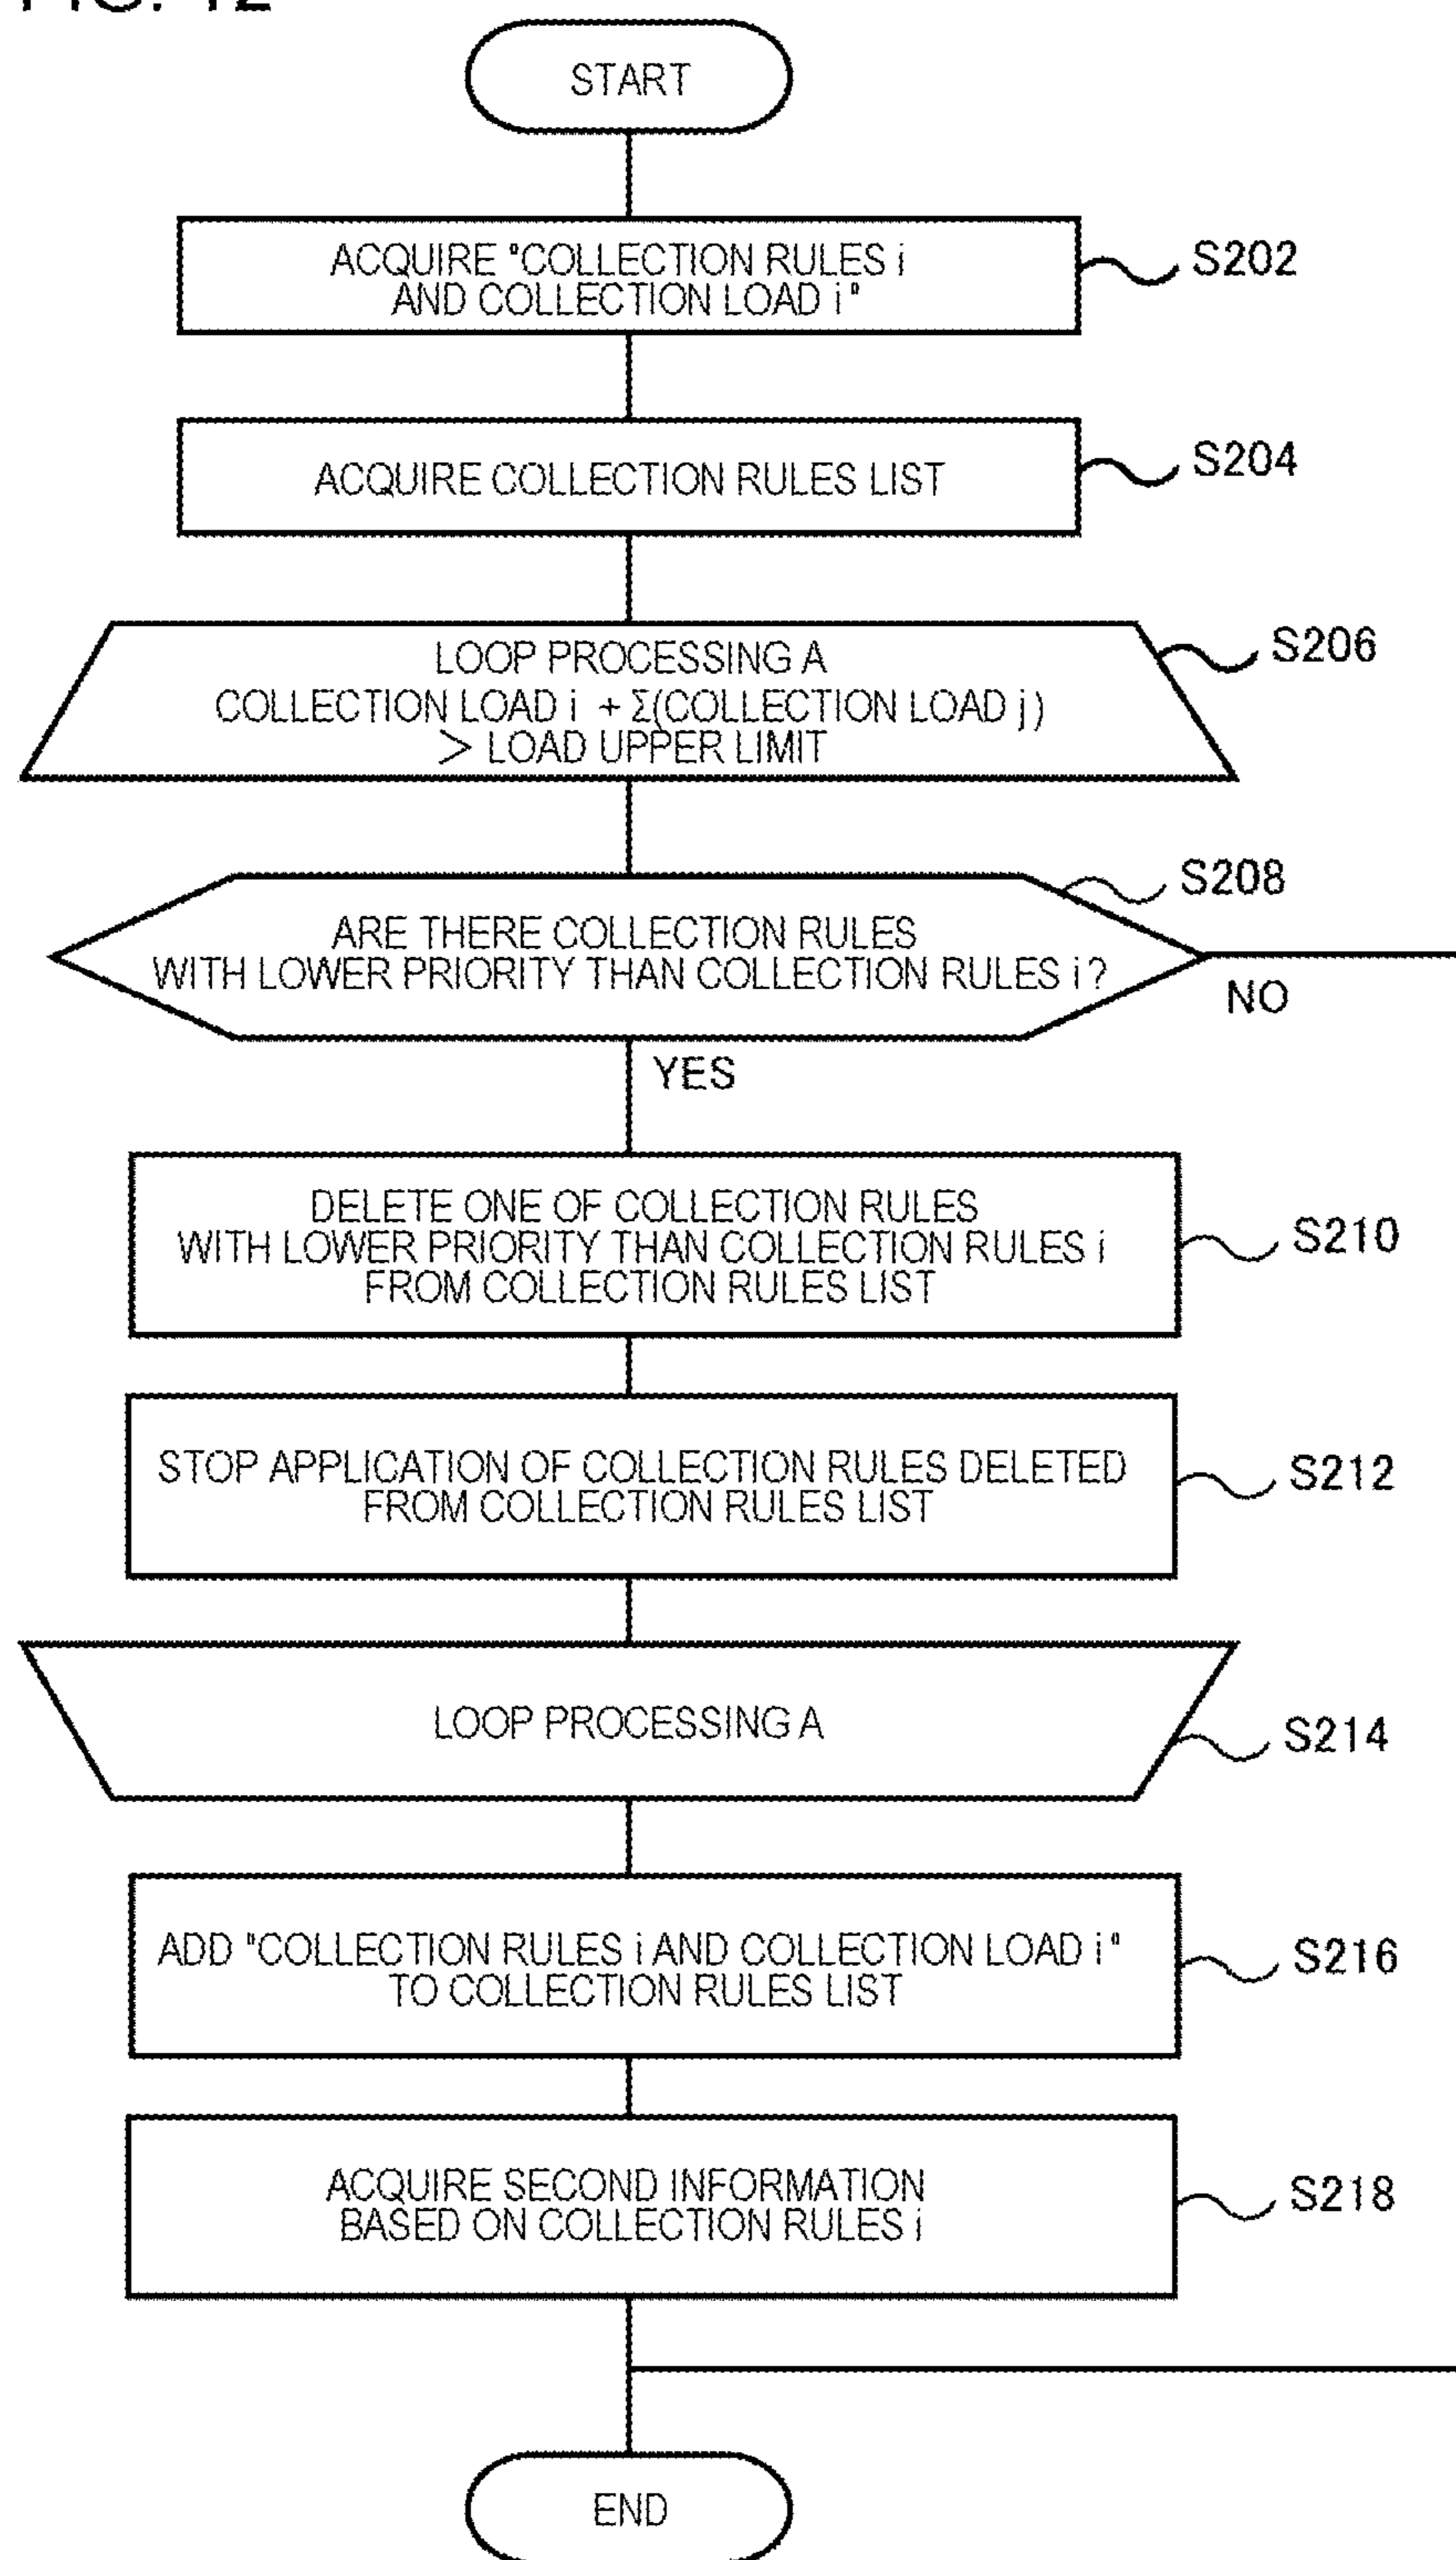 FIG. 12
START
ACQUIRE "COLLECTION RULES i
AND COLLECTION LOAD i"
S202
ACQUIRE COLLECTION RULES LIST
S204
LOOP PROCESSING A
COLLECTION LOAD i + Σ(COLLECTION LOAD j)
> LOAD UPPER LIMIT
S206
S208
ARE THERE COLLECTION RULES
WITH LOWER PRIORITY THAN COLLECTION RULES i?
NO
YES
DELETE ONE OF COLLECTION RULES
WITH LOWER PRIORITY THAN COLLECTION RULES i
FROM COLLECTION RULES LIST
S210
STOP APPLICATION OF COLLECTION RULES DELETED
FROM COLLECTION RULES LIST
S212
LOOP PROCESSING A
S214
ADD "COLLECTION RULES i AND COLLECTION LOAD i"
TO COLLECTION RULES LIST
S216
ACQUIRE SECOND INFORMATION
BASED ON COLLECTION RULES i
S218
END